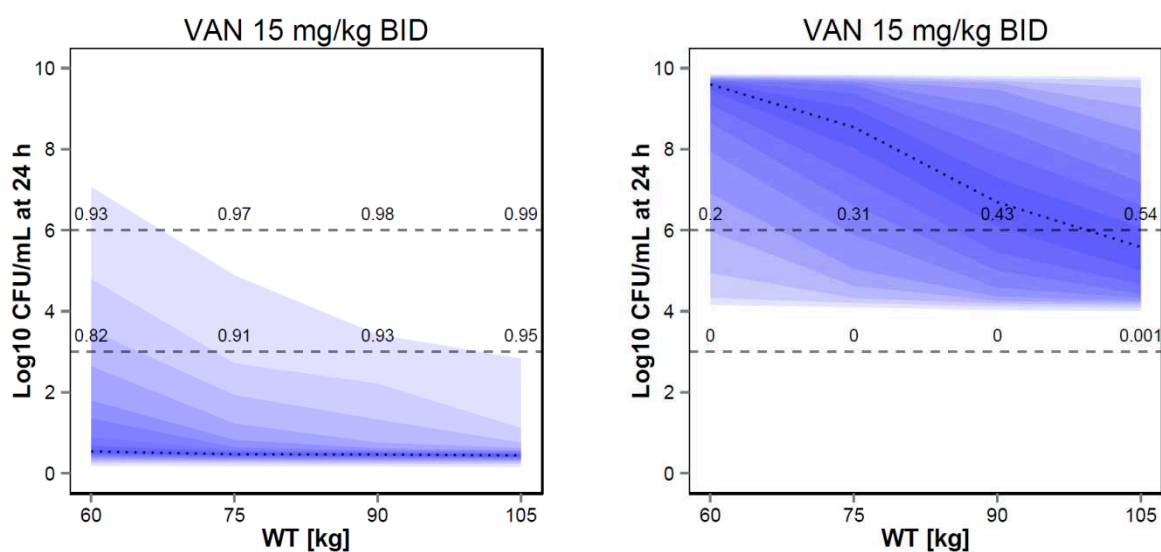 VAN 15 mg/kg BID
Log10 CFU/mL at 24 h
10
8
6
4
2
0
0.93 0.97 0.98 0.99
0.82 0.91 0.93 0.95
60 75 90 105
WT [kg]
VAN 15 mg/kg BID
Log10 CFU/mL at 24 h
10
8
6
4
2
0
0.2 0.31 0.43 0.54
0 0 0 0.001
60 75 90 105
WT [kg]